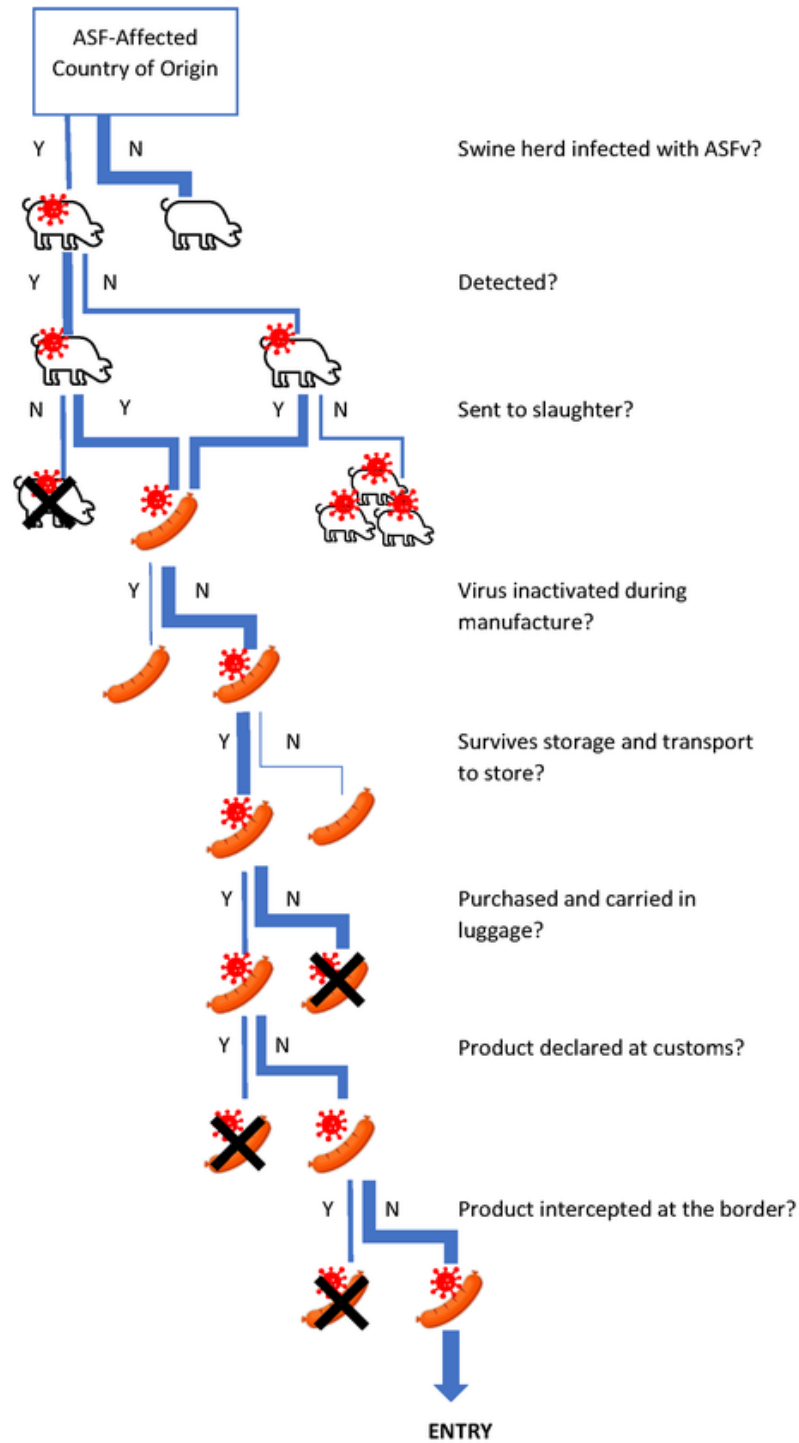 ASF-Affected
Country of Origin
Y N Swine herd infected with ASFv?
Y N Detected?
N Y Y N Sent to slaughter?
Y N Virus inactivated during
manufacture?
Y N Survives storage and transport
to store?
Y N Purchased and carried in
luggage?
Y N Product declared at customs?
Y N Product intercepted at the border?
ENTRY